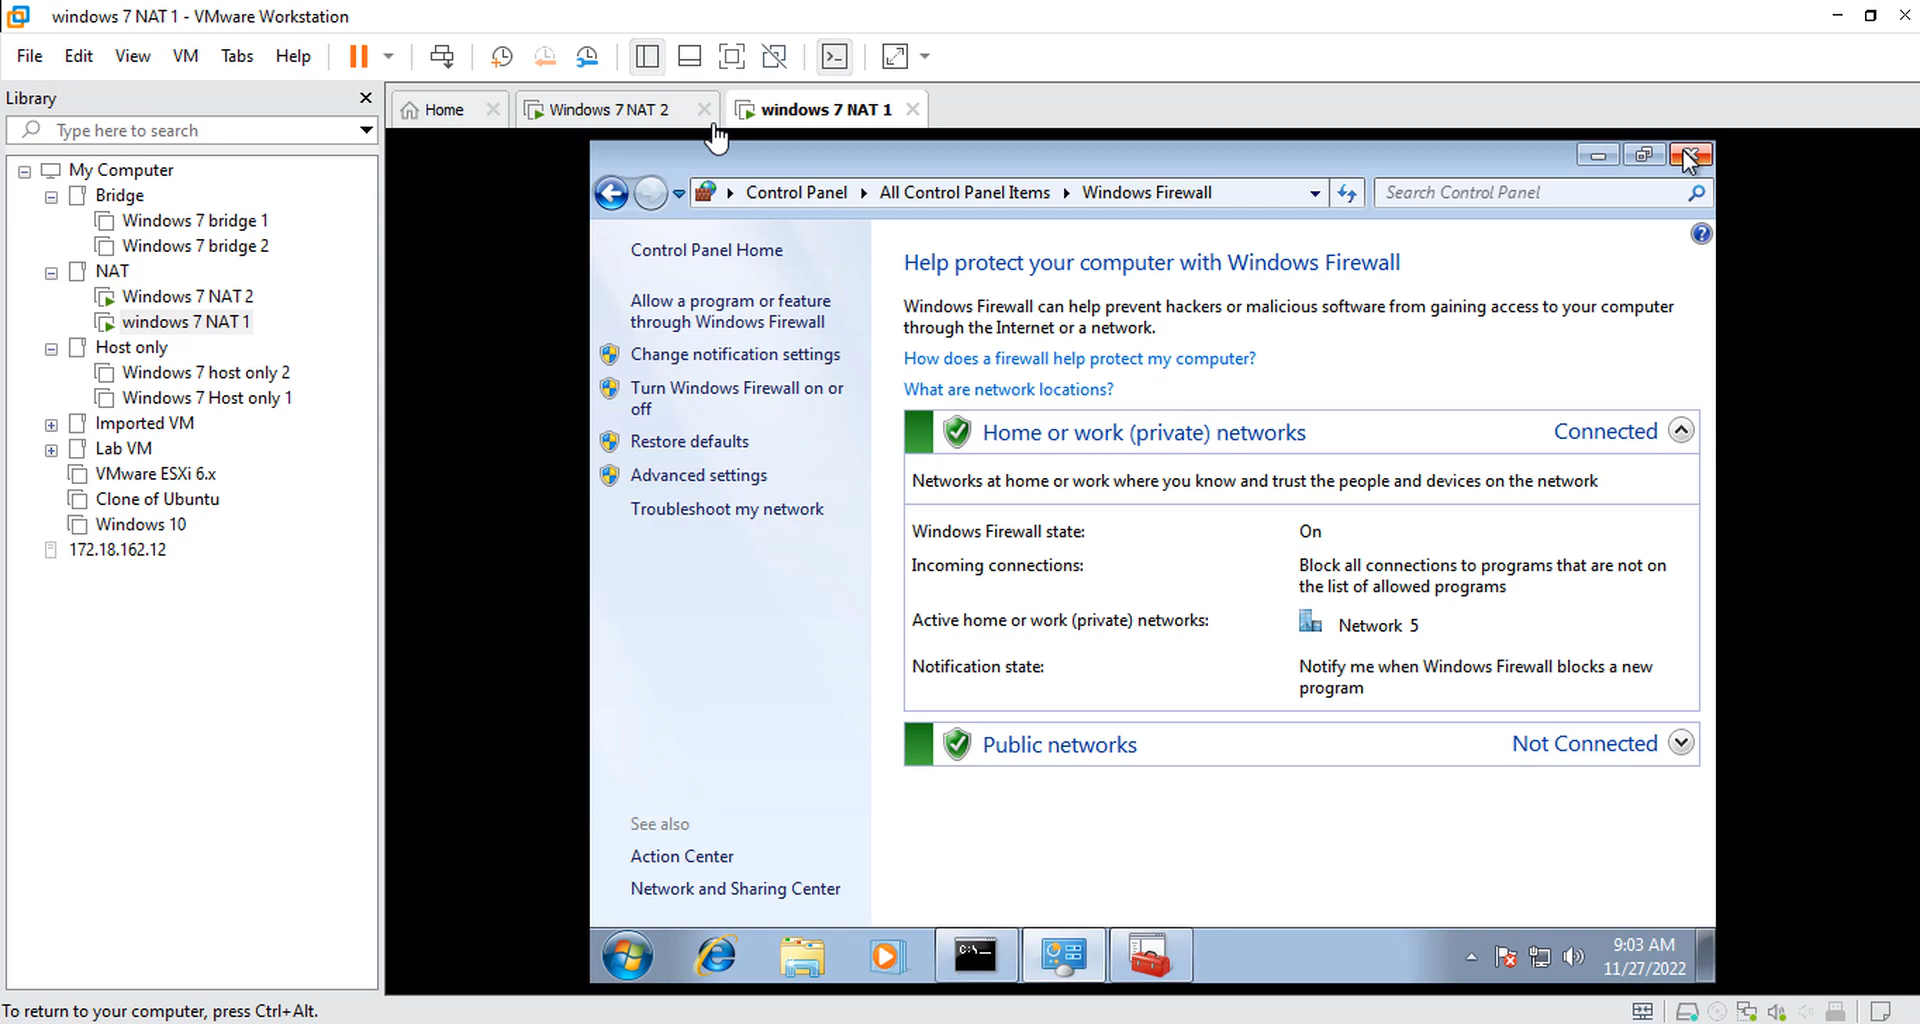 windows 7 NAT 1 - VMware Workstation
File Edit View VM Tabs Help
Library
Type here to search
My Computer
Bridge
Windows 7 bridge 1
Windows 7 bridge 2
NAT
Windows 7 NAT 2
windows 7 NAT 1
Host only
Windows 7 host only 2
Windows 7 Host only 1
Imported VM
Lab VM
VMware ESXi 6.x
Clone of Ubuntu
Windows 10
172.18.162.12
Home
Windows 7 NAT 2
windows 7 NAT 1
Control Panel All Control Panel Items Windows Firewall
Search Control Panel
Control Panel Home
Allow a program or feature
through Windows Firewall
Change notification settings
Turn Windows Firewall on or
off
Restore defaults
Advanced settings
Troubleshoot my network
See also
Action Center
Network and Sharing Center
Help protect your computer with Windows Firewall
Windows Firewall can help prevent hackers or malicious software from gaining access to your computer
through the Internet or a network.
How does a firewall help protect my computer?
What are network locations?
Home or work (private) networks Connected
Networks at home or work where you know and trust the people and devices on the network
Windows Firewall state: On
Incoming connections: Block all connections to programs that are not on
the list of allowed programs
Active home or work (private) networks: Network 5
Notification state: Notify me when Windows Firewall blocks a new
program
Public networks Not Connected
C:\_
9:03 AM
11/27/2022
To return to your computer, press Ctrl+Alt.